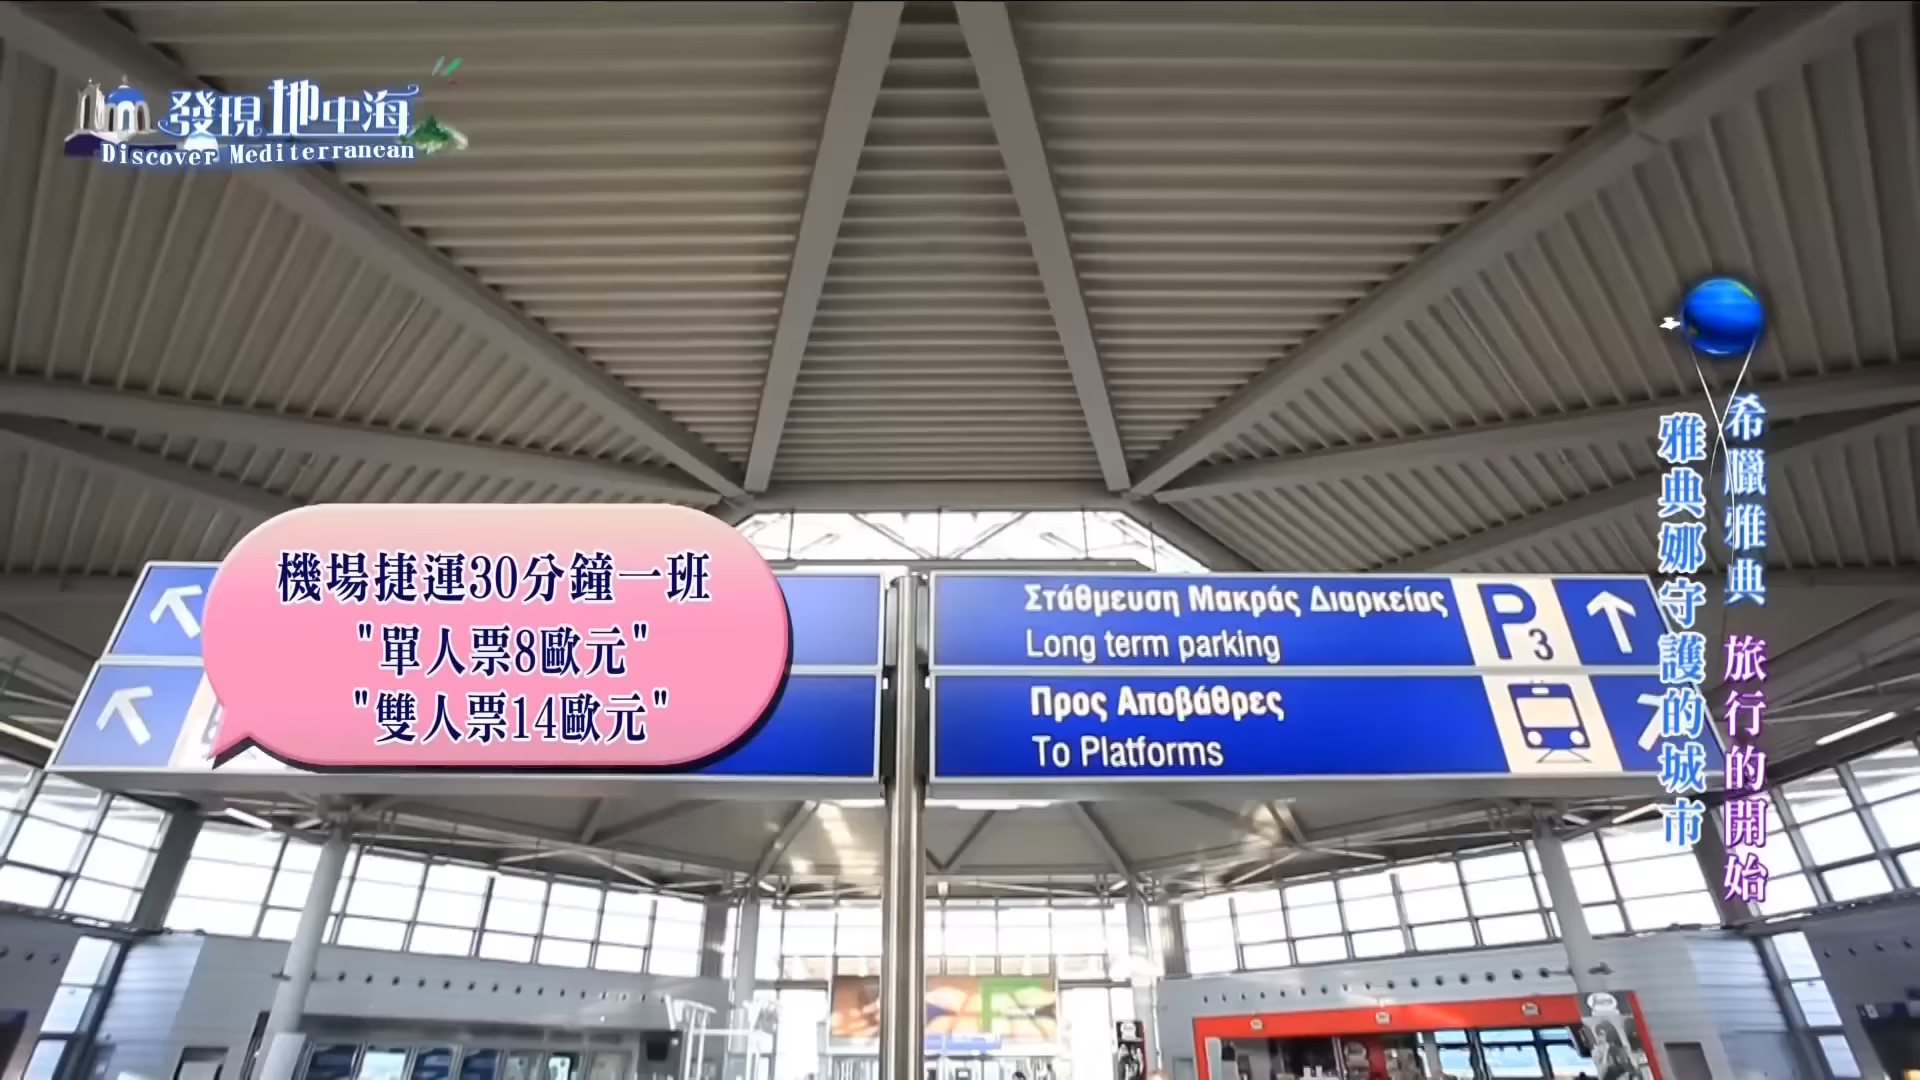 發現地中海
Discover Mediterranean
機場捷運30分鐘一班
"單人票8歐元"
"雙人票14歐元"
Στάθμευση Μακράς Διαρκείας
Long term parking
P3
Προς Αποβάθρες
To Platforms
希臘雅典 旅行的開始
雅典娜守護的城市